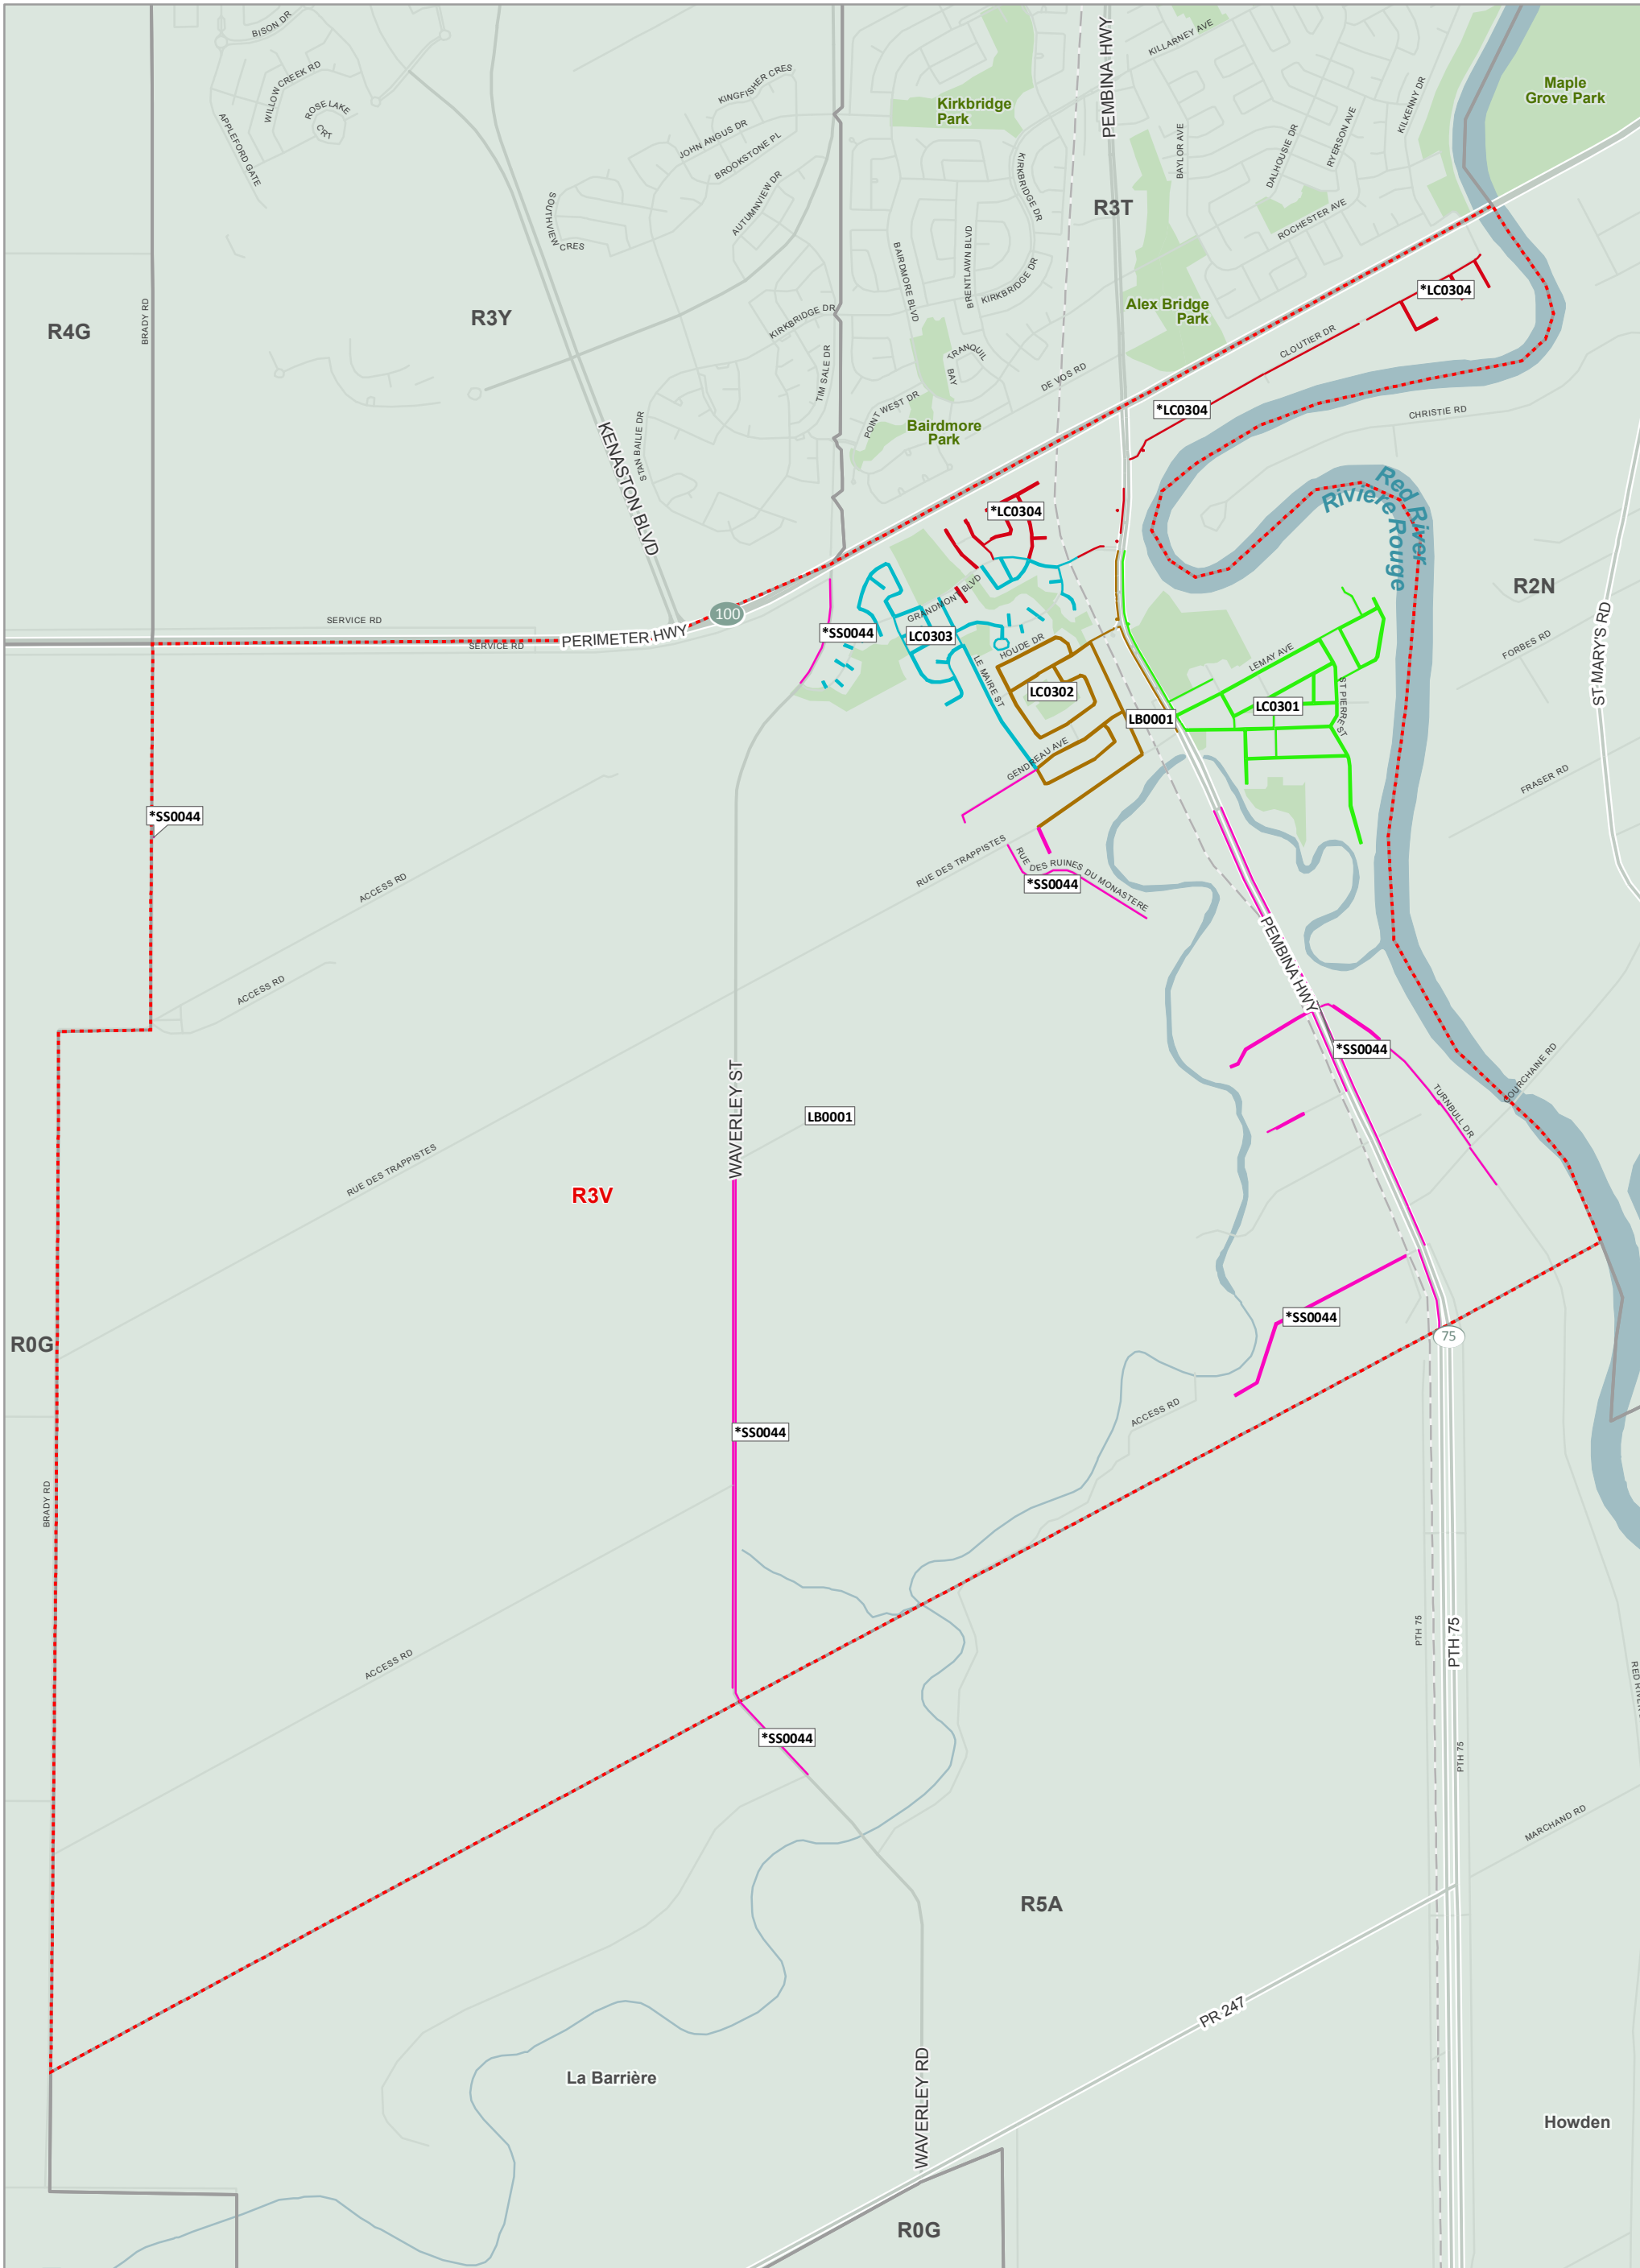 BISON DR
WILLOW CREEK RD
ROSE LAKE
CRT
APPLEFORD GATE
KINGFISHER CRES
JOHN ANGUS DR
BROOKSTONE PL
AUTUMNVIEW DR
SOUTHVIEW
CRES
Kirkbridge
Park
PEMBINA HWY
KILLARNEY AVE
Maple
Grove Park
KILKENNY DR
RYERSON AVE
DALHOUSIE DR
BAYLOR AVE
ROCHESTER AVE
KIRKBRIDGE DR
BRENTLAWN BLVD
BAIRDMORE BLVD
KIRKBRIDGE DR
KIRKBRIDGE DR
R3T
R4G
BRADY RD
R3Y
Alex Bridge
Park
*LC0304
CLOUTIER DR
TIM SALE DR
TRANQUIL
BAY
DE VOS RD
POINT WEST DR
Bairdmore
Park
*LC0304
CHRISTIE RD
KENASTON BLVD
STAN BAILIE DR
Red River
Riviere Rouge
*LC0304
R2N
100
SERVICE RD
PERIMETER HWY
SERVICE RD
*SS0044
GRANDMONT BLVD
LC0303
HOUDE DR
LE MAIRE ST
LC0302
LEMAY AVE
LC0301
ST PIERRE ST
LB0001
FORBES RD
ST MARY'S RD
GENDREAU AVE
FRASER RD
*SS0044
RUE DES TRAPPISTES
RUE
DES RUINES DU MONASTERE
*SS0044
ACCESS RD
PEMBINA HWY
ACCESS RD
*SS0044
COURCHAINE RD
TURNBULL DR
WAVERLEY ST
LB0001
RUE DES TRAPPISTES
R3V
*SS0044
75
R0G
ACCESS RD
*SS0044
BRADY RD
PTH 75
PTH 75
ACCESS RD
*SS0044
PTH 75
MARCHAND RD
R5A
PR 247
La Barrière
WAVERLEY RD
Howden
R0G